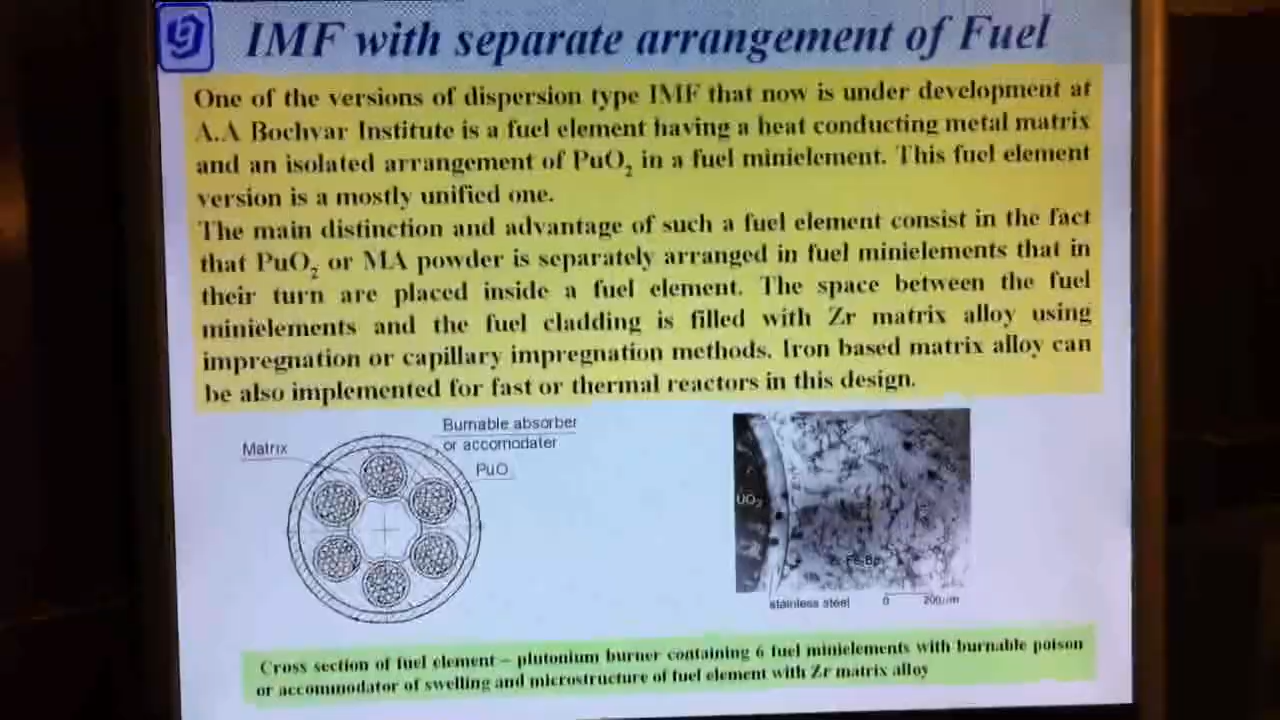 IMF with separate arrangement of Fuel
One of the versions of dispersion type IMF that now is under development at
A.A Bochvar Institute is a fuel element having a heat conducting metal matrix
and an isolated arrangement of PuO₂ in a fuel minielement. This fuel element
version is a mostly unified one.
The main distinction and advantage of such a fuel element consist in the fact
that PuO₂ or MA powder is separately arranged in fuel minielements that in
their turn are placed inside a fuel element. The space between the fuel
minielements and the fuel cladding is filled with Zr matrix alloy using
impregnation or capillary impregnation methods. Iron based matrix alloy can
be also implemented for fast or thermal reactors in this design.
Burnable absorber
or accomodater
Matrix
PuO
UO₂
stainless steel
0 200μm
Cross section of fuel element – plutonium burner containing 6 fuel minielements with burnable poison
or accommodator of swelling and microstructure of fuel element with Zr matrix alloy